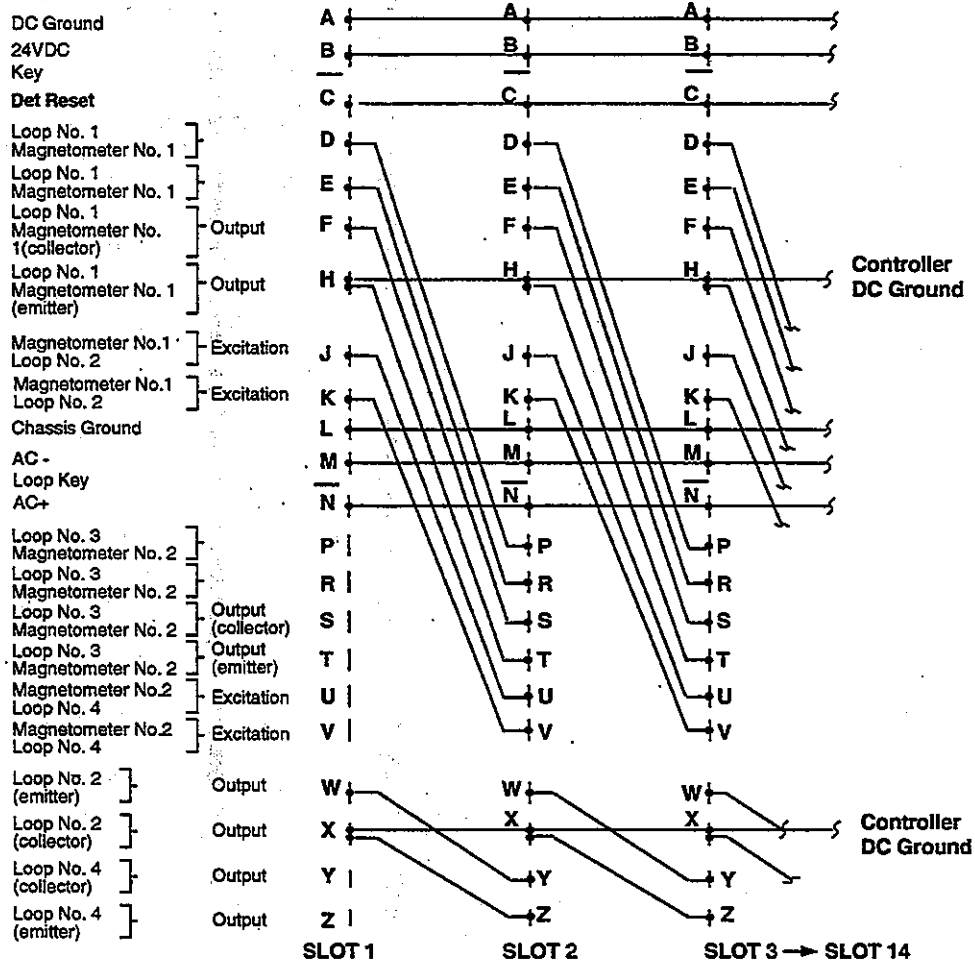 DC Ground A A A
24VDC B B B
Key
Det Reset C C C
Loop No. 1
Magnetometer No. 1 D D D
Loop No. 1
Magnetometer No. 1 E E E
Loop No. 1
Magnetometer No.
1(collector) Output F F F
Loop No. 1
Magnetometer No. 1
(emitter) Output H H H
Controller
DC Ground
Magnetometer No.1
Loop No. 2 Excitation J J J
Magnetometer No.1
Loop No. 2 Excitation K K K
Chassis Ground L L L
AC - M M M
Loop Key
AC+ N N N
Loop No. 3
Magnetometer No. 2 P P P
Loop No. 3
Magnetometer No. 2 R R R
Loop No. 3
Magnetometer No. 2 Output
(collector) S S S
Loop No. 3
Magnetometer No. 2 Output
(emitter) T T T
Magnetometer No.2
Loop No. 4 Excitation U U U
Magnetometer No.2
Loop No. 4 Excitation V V V
Loop No. 2
(emitter) Output W W W
Loop No. 2
(collector) Output X X X
Controller
DC Ground
Loop No. 4
(collector) Output Y Y Y
Loop No. 4
(emitter) Output Z Z Z
SLOT 1 SLOT 2 SLOT 3 → SLOT 14